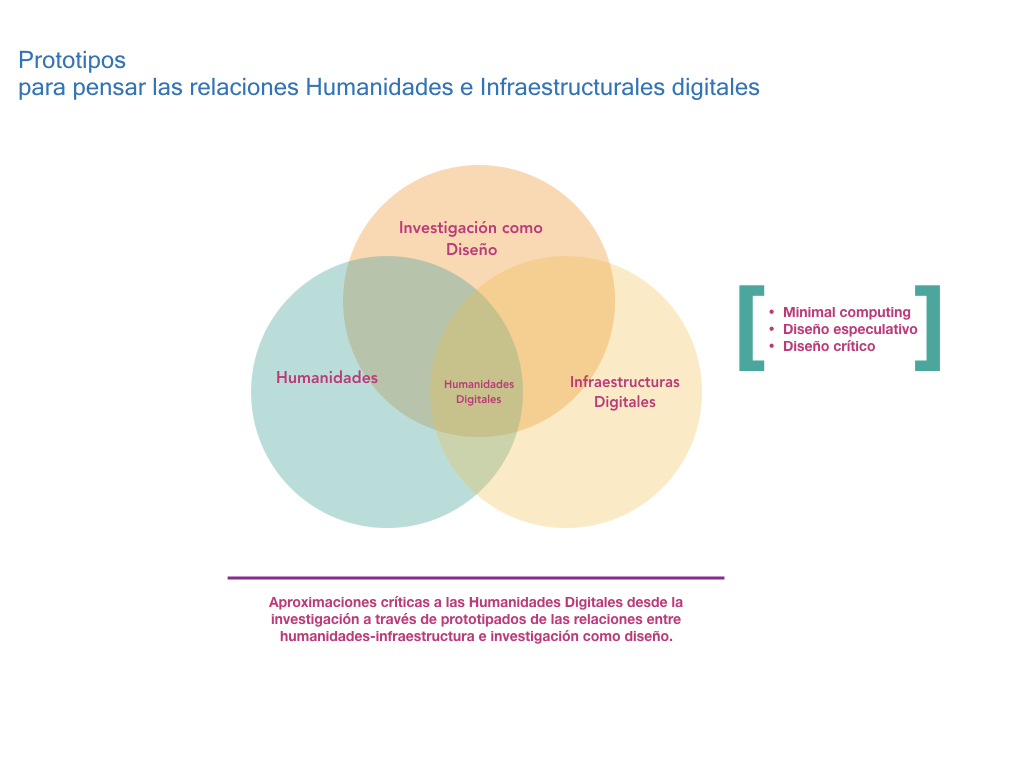 Prototipos
para pensar las relaciones Humanidades e Infraestructurales digitales
Investigación como
Diseño
Humanidades
Humanidades
Digitales
Infraestructuras
Digitales
• Minimal computing
• Diseño especulativo
• Diseño crítico
Aproximaciones críticas a las Humanidades Digitales desde la
investigación a través de prototipados de las relaciones entre
humanidades-infraestructura e investigación como diseño.